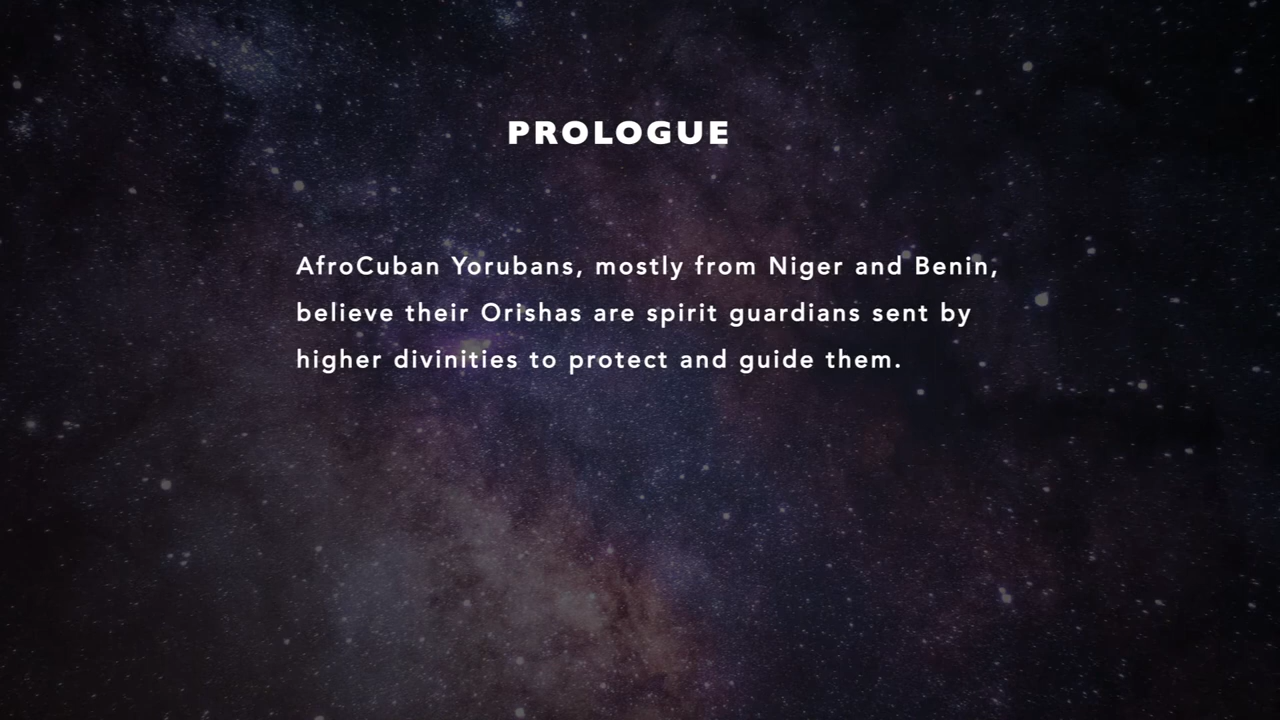 PROLOGUE
AfroCuban Yorubans, mostly from Niger and Benin,
believe their Orishas are spirit guardians sent by
higher divinities to protect and guide them.